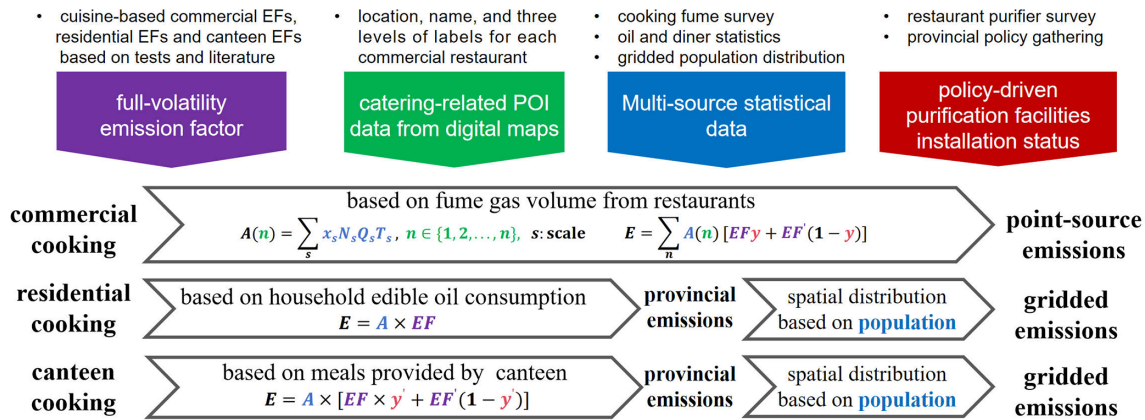 • cuisine-based commercial EFs,
residential EFs and canteen EFs
based on tests and literature
• location, name, and three
levels of labels for each
commercial restaurant
• cooking fume survey
• oil and diner statistics
• gridded population distribution
• restaurant purifier survey
• provincial policy gathering
full-volatility
emission factor
catering-related POI
data from digital maps
Multi-source statistical
data
policy-driven
purification facilities
installation status
commercial
cooking
based on fume gas volume from restaurants
A(n) = ∑ₛ xₛNₛQₛTₛ, n ∈ {1, 2, …, n}, s: scale E = ∑ₙ A(n) [EFy + EF'(1 − y)]
point-source
emissions
residential
cooking
based on household edible oil consumption
E = A × EF
provincial
emissions
spatial distribution
based on population
gridded
emissions
canteen
cooking
based on meals provided by canteen
E = A × [EF × y' + EF'(1 − y')]
provincial
emissions
spatial distribution
based on population
gridded
emissions